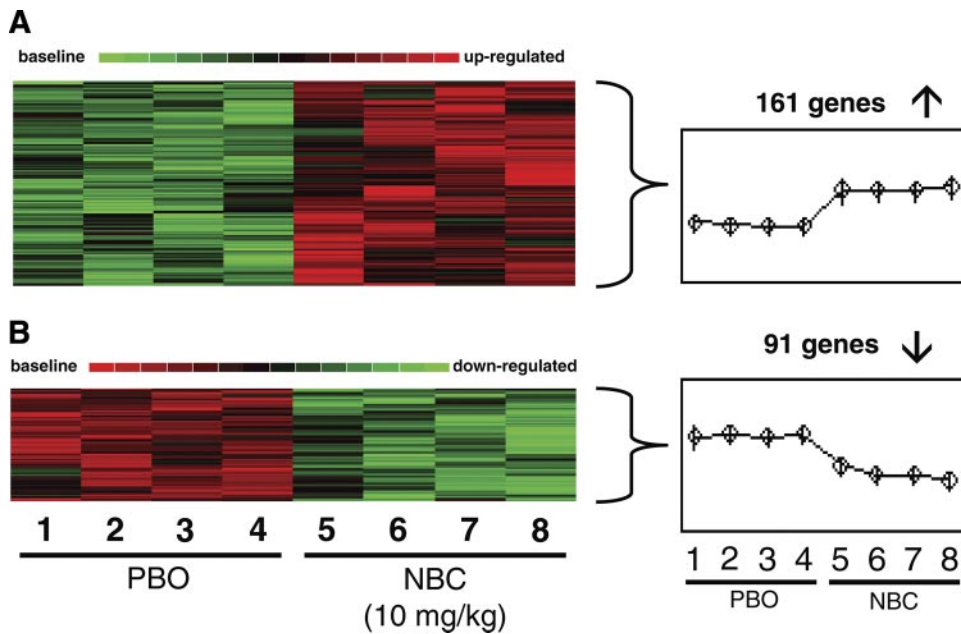 A
baseline up-regulated
161 genes ↑
B
baseline down-regulated
91 genes ↓
1 2 3 4 5 6 7 8
PBO NBC
(10 mg/kg)
1 2 3 4 5 6 7 8
PBO NBC